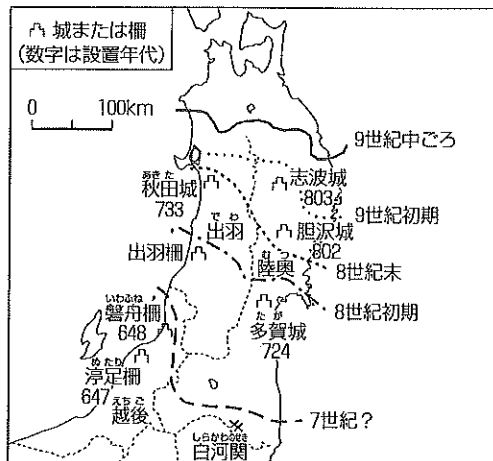 城または柵
(数字は設置年代)
0 100km
9世紀中ごろ
あきた
秋田城
733
志波城
803
9世紀初期
でわ
出羽
胆沢城
802
出羽柵
むつ
陸奥
8世紀末
8世紀初期
いわふね
磐舟柵
648
たが
多賀城
724
ぬたり
渟足柵
647
えちご
越後
7世紀?
しらかわのせき
白河関